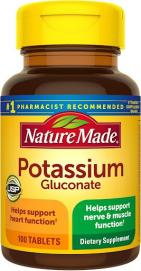 #1 PHARMACIST RECOMMENDED
Nature Made®
Potassium
Gluconate
USP
Helps support
heart function†
Helps support
nerve & muscle
function†
100 TABLETS
Dietary Supplement